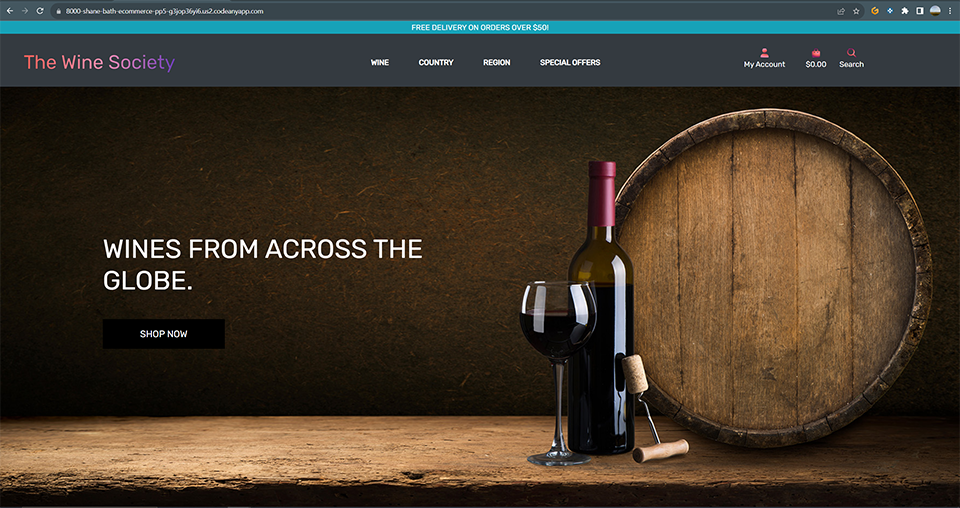 8000-shane-bath-ecommerce-pp5-g3jop36yi6.us2.codeanyapp.com
FREE DELIVERY ON ORDERS OVER $50!
The Wine Society
WINE COUNTRY REGION SPECIAL OFFERS
My Account $0.00 Search
WINES FROM ACROSS THE
GLOBE.
SHOP NOW